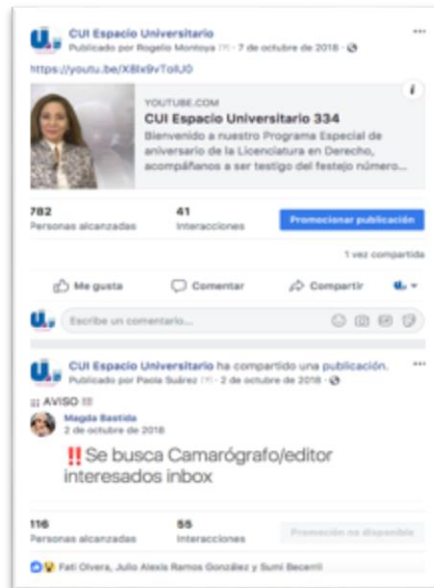 CUI Espacio Universitario
Publicado por Rogelio Montoya [?] · 7 de octubre de 2018 ·
YOUTUBE.COM
CUI Espacio Universitario 334
Bienvenido a nuestro Programa Especial de
aniversario de la Licenciatura en Derecho,
acompáñanos a ser testigo del festejo número...
782
Personas alcanzadas
41
Interacciones
Promocionar publicación
1 vez compartida
Me gusta
Comentar
Compartir
Escribe un comentario...
CUI Espacio Universitario ha compartido una publicación.
Publicado por Paola Suárez [?] · 2 de octubre de 2018 ·
¡¡¡ AVISO !!!
Magda Bastida
2 de octubre de 2018
‼️Se busca Camarógrafo/editor
interesados inbox
116
Personas alcanzadas
55
Interacciones
Promoción no disponible
Fati Olvera, Julio Alexis Ramos González y Sumi Becerril